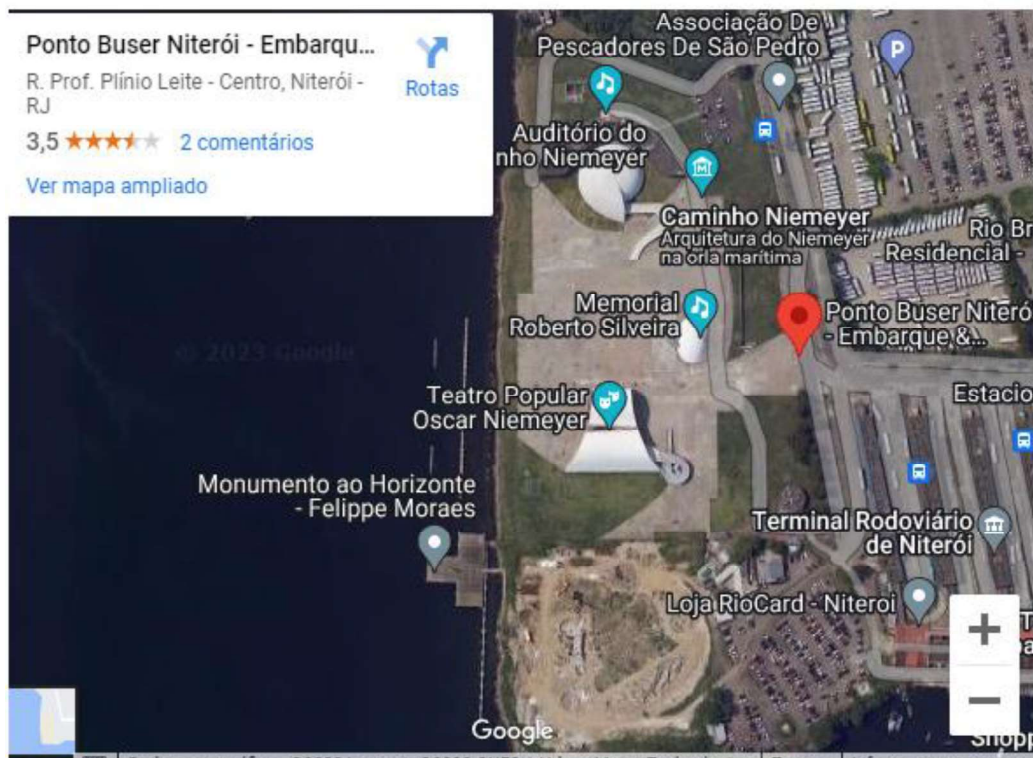 Ponto Buser Niterói - Embarqu...
R. Prof. Plínio Leite - Centro, Niterói -
RJ
3,5
2 comentários
Ver mapa ampliado
Rotas
Associação De
Pescadores De São Pedro
P
Auditório do
nho Niemeyer
Caminho Niemeyer
Arquitetura do Niemeyer
na orla marítima
Rio Br
Residencial -
Memorial
Roberto Silveira
Ponto Buser Niteró
- Embarque &...
© 2023 Google
Teatro Popular
Oscar Niemeyer
Estacio
Monumento ao Horizonte
- Felippe Moraes
Terminal Rodoviário
de Niterói
Loja RioCard - Niteroi
+
−
Google
Shopp